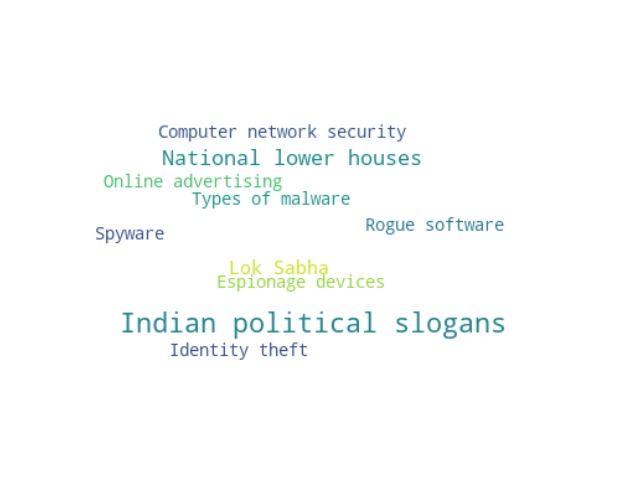 Computer network security
National lower houses
Online advertising
Types of malware
Rogue software
Spyware
Lok Sabha
Espionage devices
Indian political slogans
Identity theft